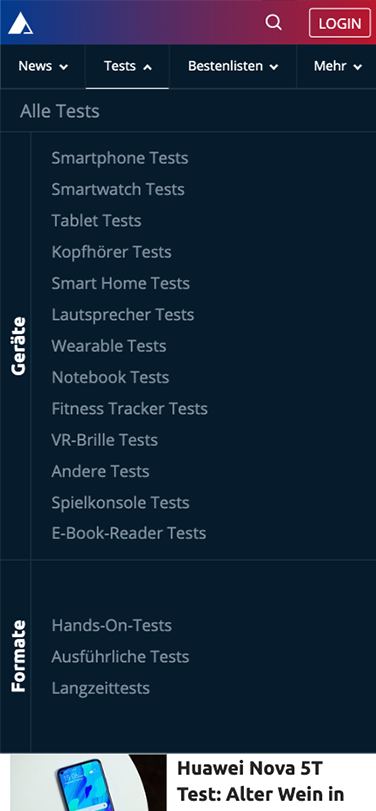 LOGIN
News
Tests
Bestenlisten
Mehr
Alle Tests
Geräte
Smartphone Tests
Smartwatch Tests
Tablet Tests
Kopfhörer Tests
Smart Home Tests
Lautsprecher Tests
Wearable Tests
Notebook Tests
Fitness Tracker Tests
VR-Brille Tests
Andere Tests
Spielkonsole Tests
E-Book-Reader Tests
Formate
Hands-On-Tests
Ausführliche Tests
Langzeittests
Huawei Nova 5T
Test: Alter Wein in